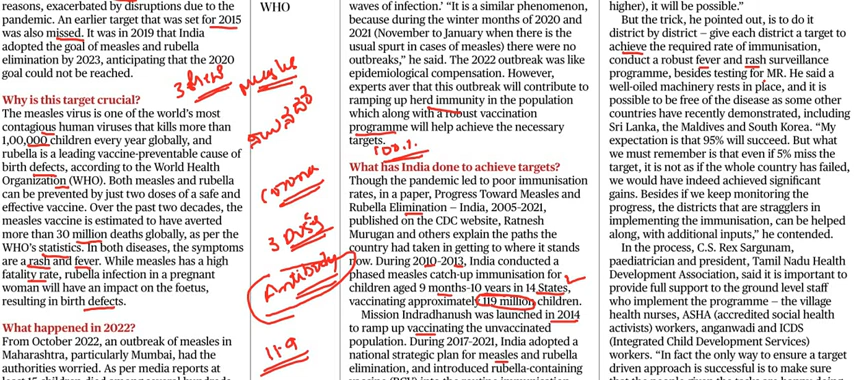 reasons, exacerbated by disruptions due to the
pandemic. An earlier target that was set for 2015
was also missed. It was in 2019 that India
adopted the goal of measles and rubella
elimination by 2023, anticipating that the 2020
goal could not be reached.
Why is this target crucial?
The measles virus is one of the world's most
contagious human viruses that kills more than
1,00,000 children every year globally, and
rubella is a leading vaccine-preventable cause of
birth defects, according to the World Health
Organization (WHO). Both measles and rubella
can be prevented by just two doses of a safe and
effective vaccine. Over the past two decades, the
measles vaccine is estimated to have averted
more than 30 million deaths globally, as per the
WHO's statistics. In both diseases, the symptoms
are a rash and fever. While measles has a high
fatality rate, rubella infection in a pregnant
woman will have an impact on the foetus,
resulting in birth defects.
What happened in 2022?
From October 2022, an outbreak of measles in
Maharashtra, particularly Mumbai, had the
authorities worried. As per media reports at
WHO
measles
corona
3 Drugs
Antibody
11.9
waves of infection.' "It is a similar phenomenon,
because during the winter months of 2020 and
2021 (November to January when there is the
usual spurt in cases of measles) there were no
outbreaks," he said. The 2022 outbreak was like
epidemiological compensation. However,
experts aver that this outbreak will contribute to
ramping up herd immunity in the population
which along with a robust vaccination
programme will help achieve the necessary
targets.
100%
What has India done to achieve targets?
Though the pandemic led to poor immunisation
rates, in a paper, Progress Toward Measles and
Rubella Elimination – India, 2005-2021,
published on the CDC website, Ratnesh
Murugan and others explain the paths the
country had taken in getting to where it stands
now. During 2010-2013, India conducted a
phased measles catch-up immunisation for
children aged 9 months-10 years in 14 States,
vaccinating approximately 119 million children.
Mission Indradhanush was launched in 2014
to ramp up vaccinating the unvaccinated
population. During 2017-2021, India adopted a
national strategic plan for measles and rubella
elimination, and introduced rubella-containing
higher), it will be possible."
But the trick, he pointed out, is to do it
district by district – give each district a target to
achieve the required rate of immunisation,
conduct a robust fever and rash surveillance
programme, besides testing for MR. He said a
well-oiled machinery rests in place, and it is
possible to be free of the disease as some other
countries have recently demonstrated, including
Sri Lanka, the Maldives and South Korea. "My
expectation is that 95% will succeed. But what
we must remember is that even if 5% miss the
target, it is not as if the whole country has failed,
we would have indeed achieved significant
gains. Besides if we keep monitoring the
progress, the districts that are stragglers in
implementing the immunisation, can be helped
along, with additional inputs," he contended.
In the process, C.S. Rex Sargunam,
paediatrician and president, Tamil Nadu Health
Development Association, said it is important to
provide full support to the ground level staff
who implement the programme – the village
health nurses, ASHA (accredited social health
activists) workers, anganwadi and ICDS
(Integrated Child Development Services)
workers. "In fact the only way to ensure a target
driven approach is successful is to make sure